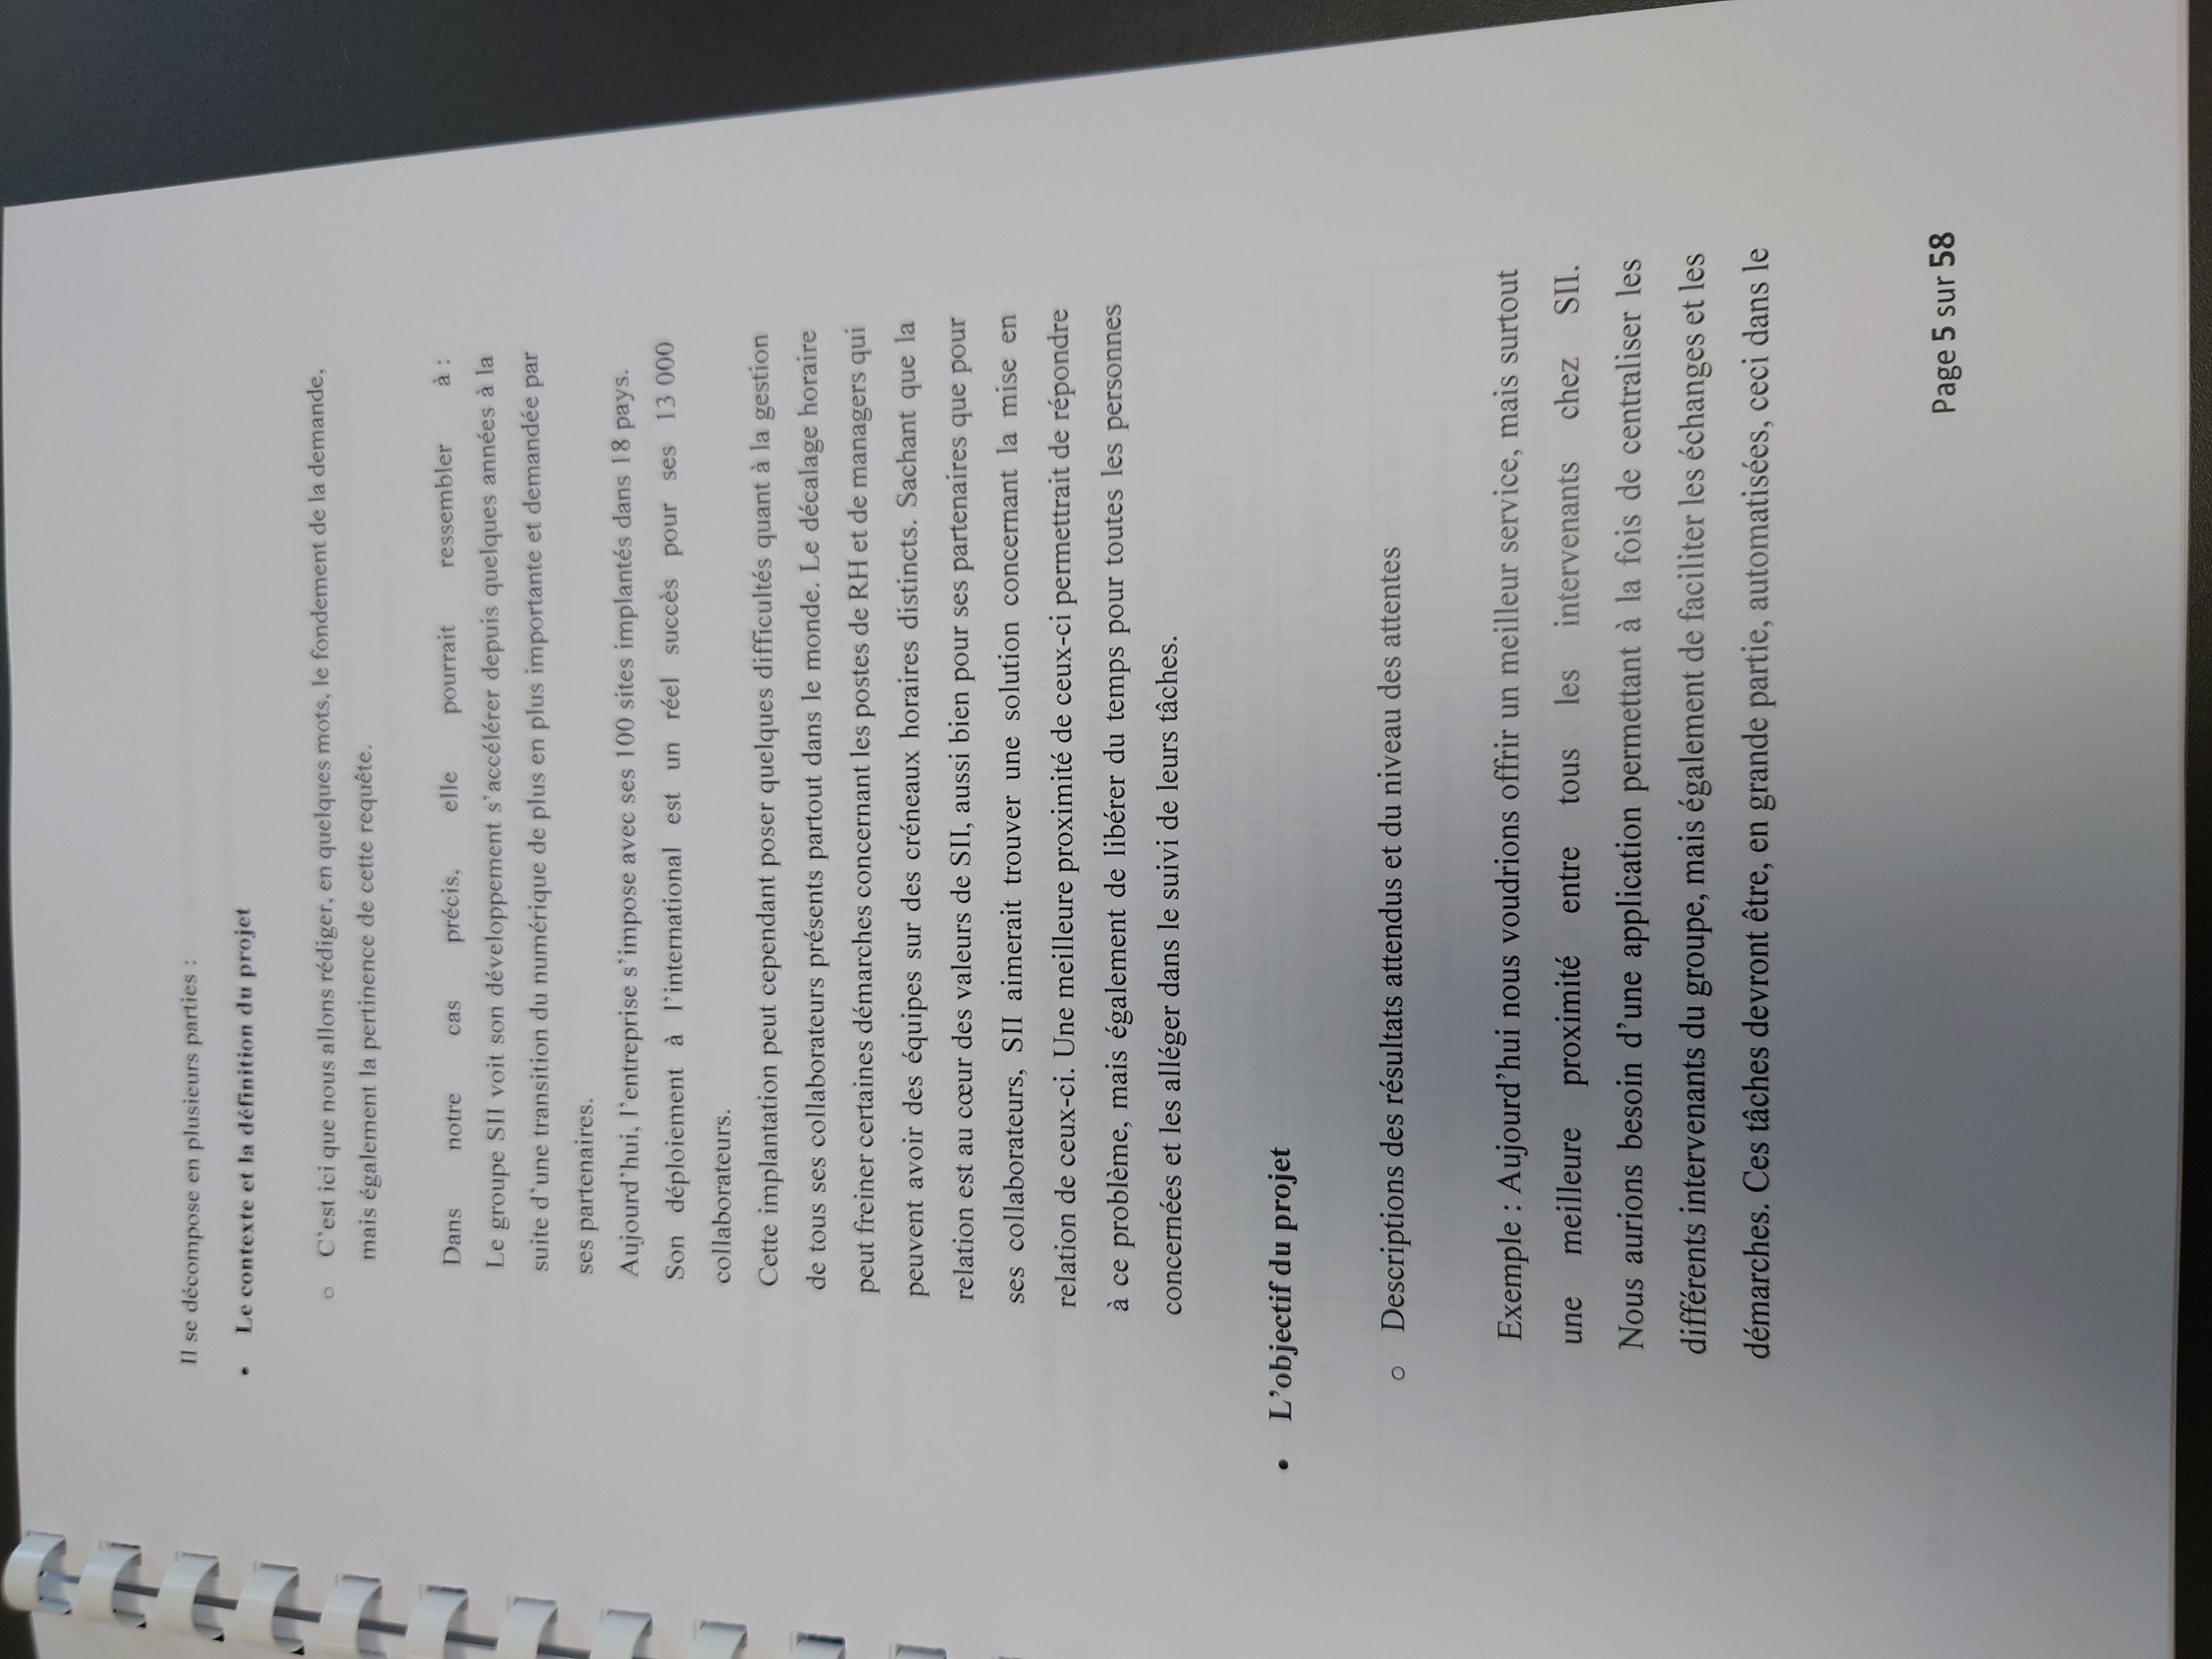 Il se décompose en plusieurs parties :
• Le contexte et la définition du projet
o C'est ici que nous allons rédiger, en quelques mots, le fondement de la demande,
mais également la pertinence de cette requête.
Dans notre cas précis, elle pourrait ressembler à :
Le groupe SII voit son développement s'accélérer depuis quelques années à la
suite d'une transition du numérique de plus en plus importante et demandée par
ses partenaires.
Aujourd'hui, l'entreprise s'impose avec ses 100 sites implantés dans 18 pays.
Son déploiement à l'international est un réel succès pour ses 13 000
collaborateurs.
Cette implantation peut cependant poser quelques difficultés quant à la gestion
de tous ses collaborateurs présents partout dans le monde. Le décalage horaire
peut freiner certaines démarches concernant les postes de RH et de managers qui
peuvent avoir des équipes sur des créneaux horaires distincts. Sachant que la
relation est au cœur des valeurs de SII, aussi bien pour ses partenaires que pour
ses collaborateurs, SII aimerait trouver une solution concernant la mise en
relation de ceux-ci. Une meilleure proximité de ceux-ci permettrait de répondre
à ce problème, mais également de libérer du temps pour toutes les personnes
concernées et les alléger dans le suivi de leurs tâches.
• L'objectif du projet
o Descriptions des résultats attendus et du niveau des attentes
Exemple : Aujourd'hui nous voudrions offrir un meilleur service, mais surtout
une meilleure proximité entre tous les intervenants chez SII.
Nous aurions besoin d'une application permettant à la fois de centraliser les
différents intervenants du groupe, mais également de faciliter les échanges et les
démarches. Ces tâches devront être, en grande partie, automatisées, ceci dans le
Page 5 sur 58